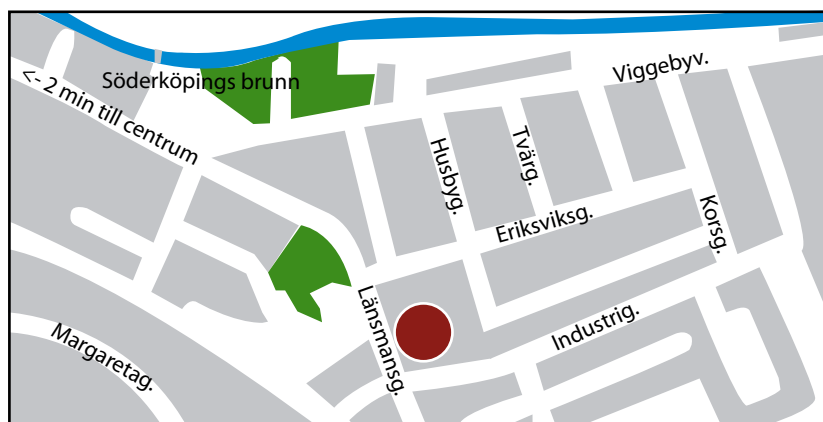 Viggebyv.
Söderköpings brunn
<- 2 min till centrum
Husbyg.
Tvärg.
Eriksviksg.
Korsg.
Länsmansg.
Industrig.
Margaretag.